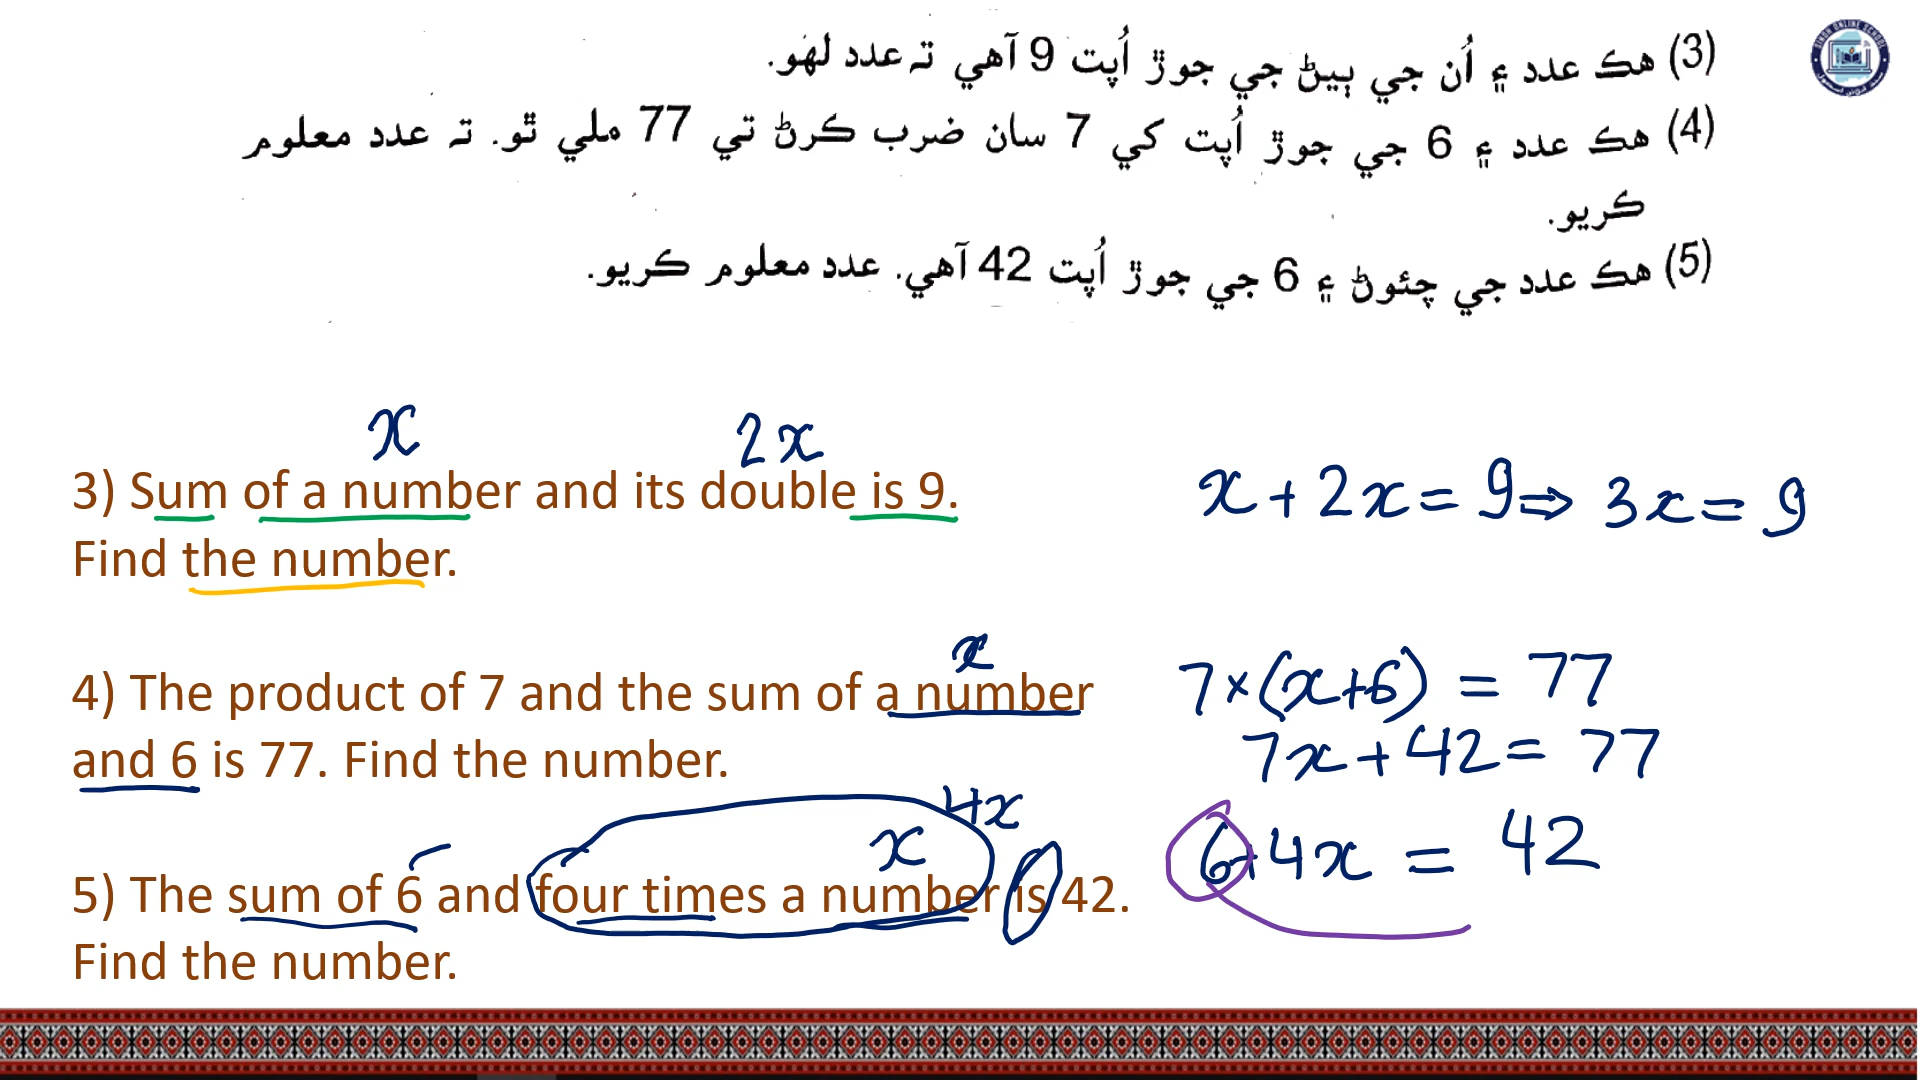 (3) هڪ عدد ۽ اُن جي ٻيڻ جي جوڙ اُپت 9 آهي ته عدد لهو.
(4) هڪ عدد ۽ 6 جي جوڙ اُپت کي 7 سان ضرب ڪرڻ تي 77 ملي ٿو. ته عدد معلوم
ڪريو.
(5) هڪ عدد جي چئوڻ ۽ 6 جي جوڙ اُپت 42 آهي. عدد معلوم ڪريو.
x 2x
3) Sum of a number and its double is 9.
x + 2x = 9 ⇒ 3x = 9
Find the number.
x
4) The product of 7 and the sum of a number
7×(x+6) = 77
and 6 is 77. Find the number.
7x + 42 = 77
x 4x
6+4x = 42
5) The sum of 6 and four times a number is 42.
Find the number.